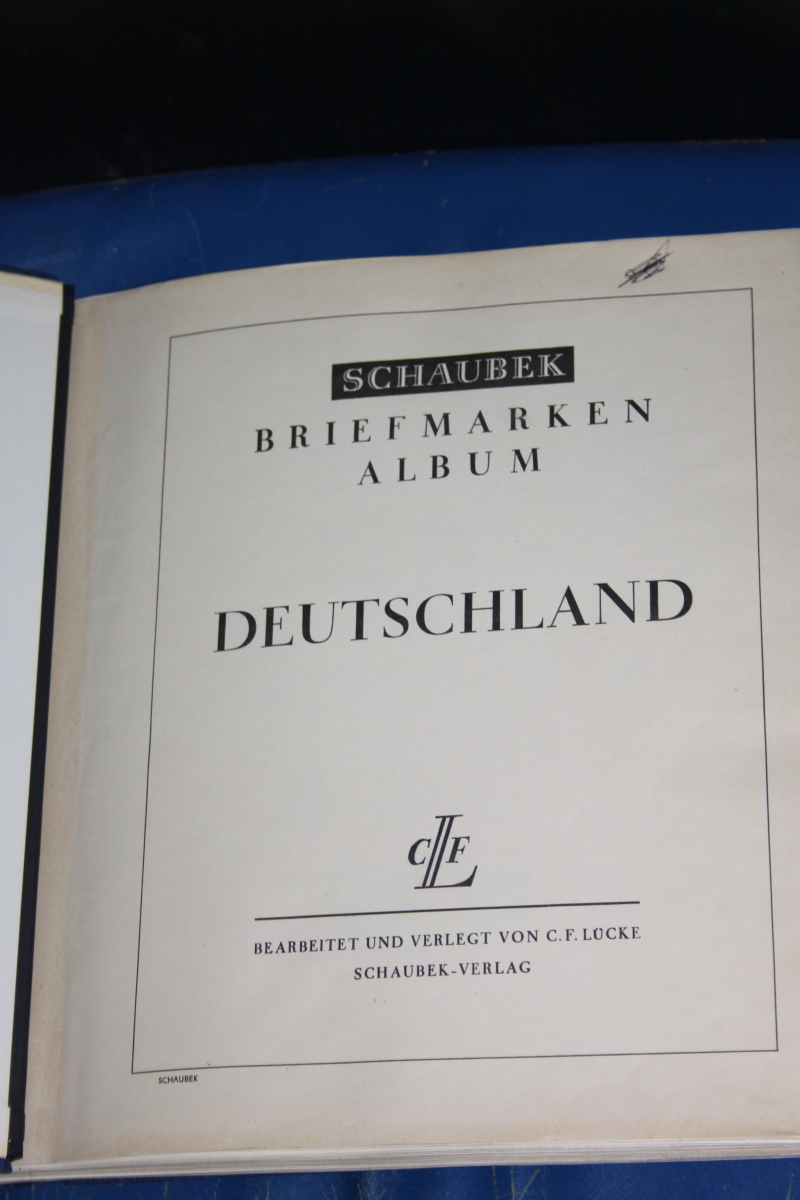 SCHAUBEK
BRIEFMARKEN
ALBUM
DEUTSCHLAND
CLF
BEARBEITET UND VERLEGT VON C. F. LÜCKE
SCHAUBEK-VERLAG
SCHAUBEK